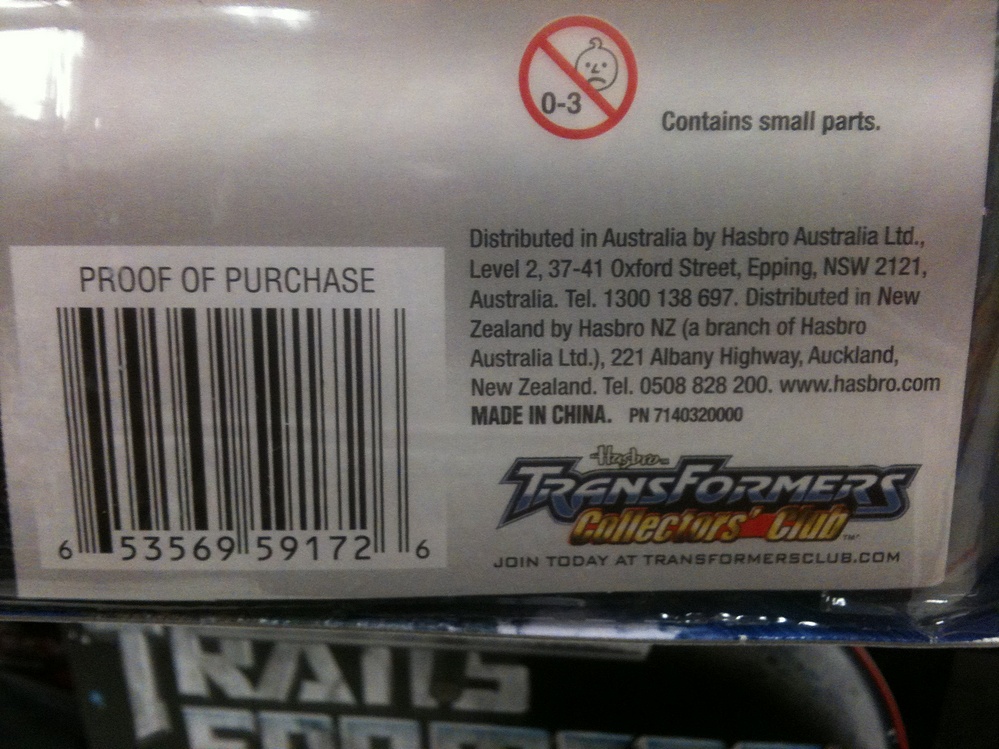 0-3
Contains small parts.
Distributed in Australia by Hasbro Australia Ltd.,
Level 2, 37-41 Oxford Street, Epping, NSW 2121,
Australia. Tel. 1300 138 697. Distributed in New
Zealand by Hasbro NZ (a branch of Hasbro
Australia Ltd.), 221 Albany Highway, Auckland,
New Zealand. Tel. 0508 828 200. www.hasbro.com
MADE IN CHINA. PN 7140320000
PROOF OF PURCHASE
6 53569 59172 6
Hasbro
TRANSFORMERS
Collectors' Club™
JOIN TODAY AT TRANSFORMERSCLUB.COM
TRANS
FORMERS